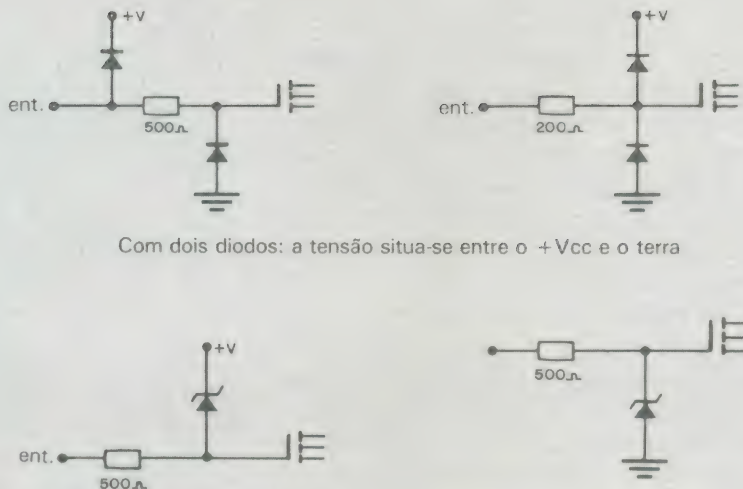 +V
ent.
500Ω
+V
ent.
200Ω
Com dois diodos: a tensão situa-se entre o +Vcc e o terra
+V
ent.
500Ω
500Ω